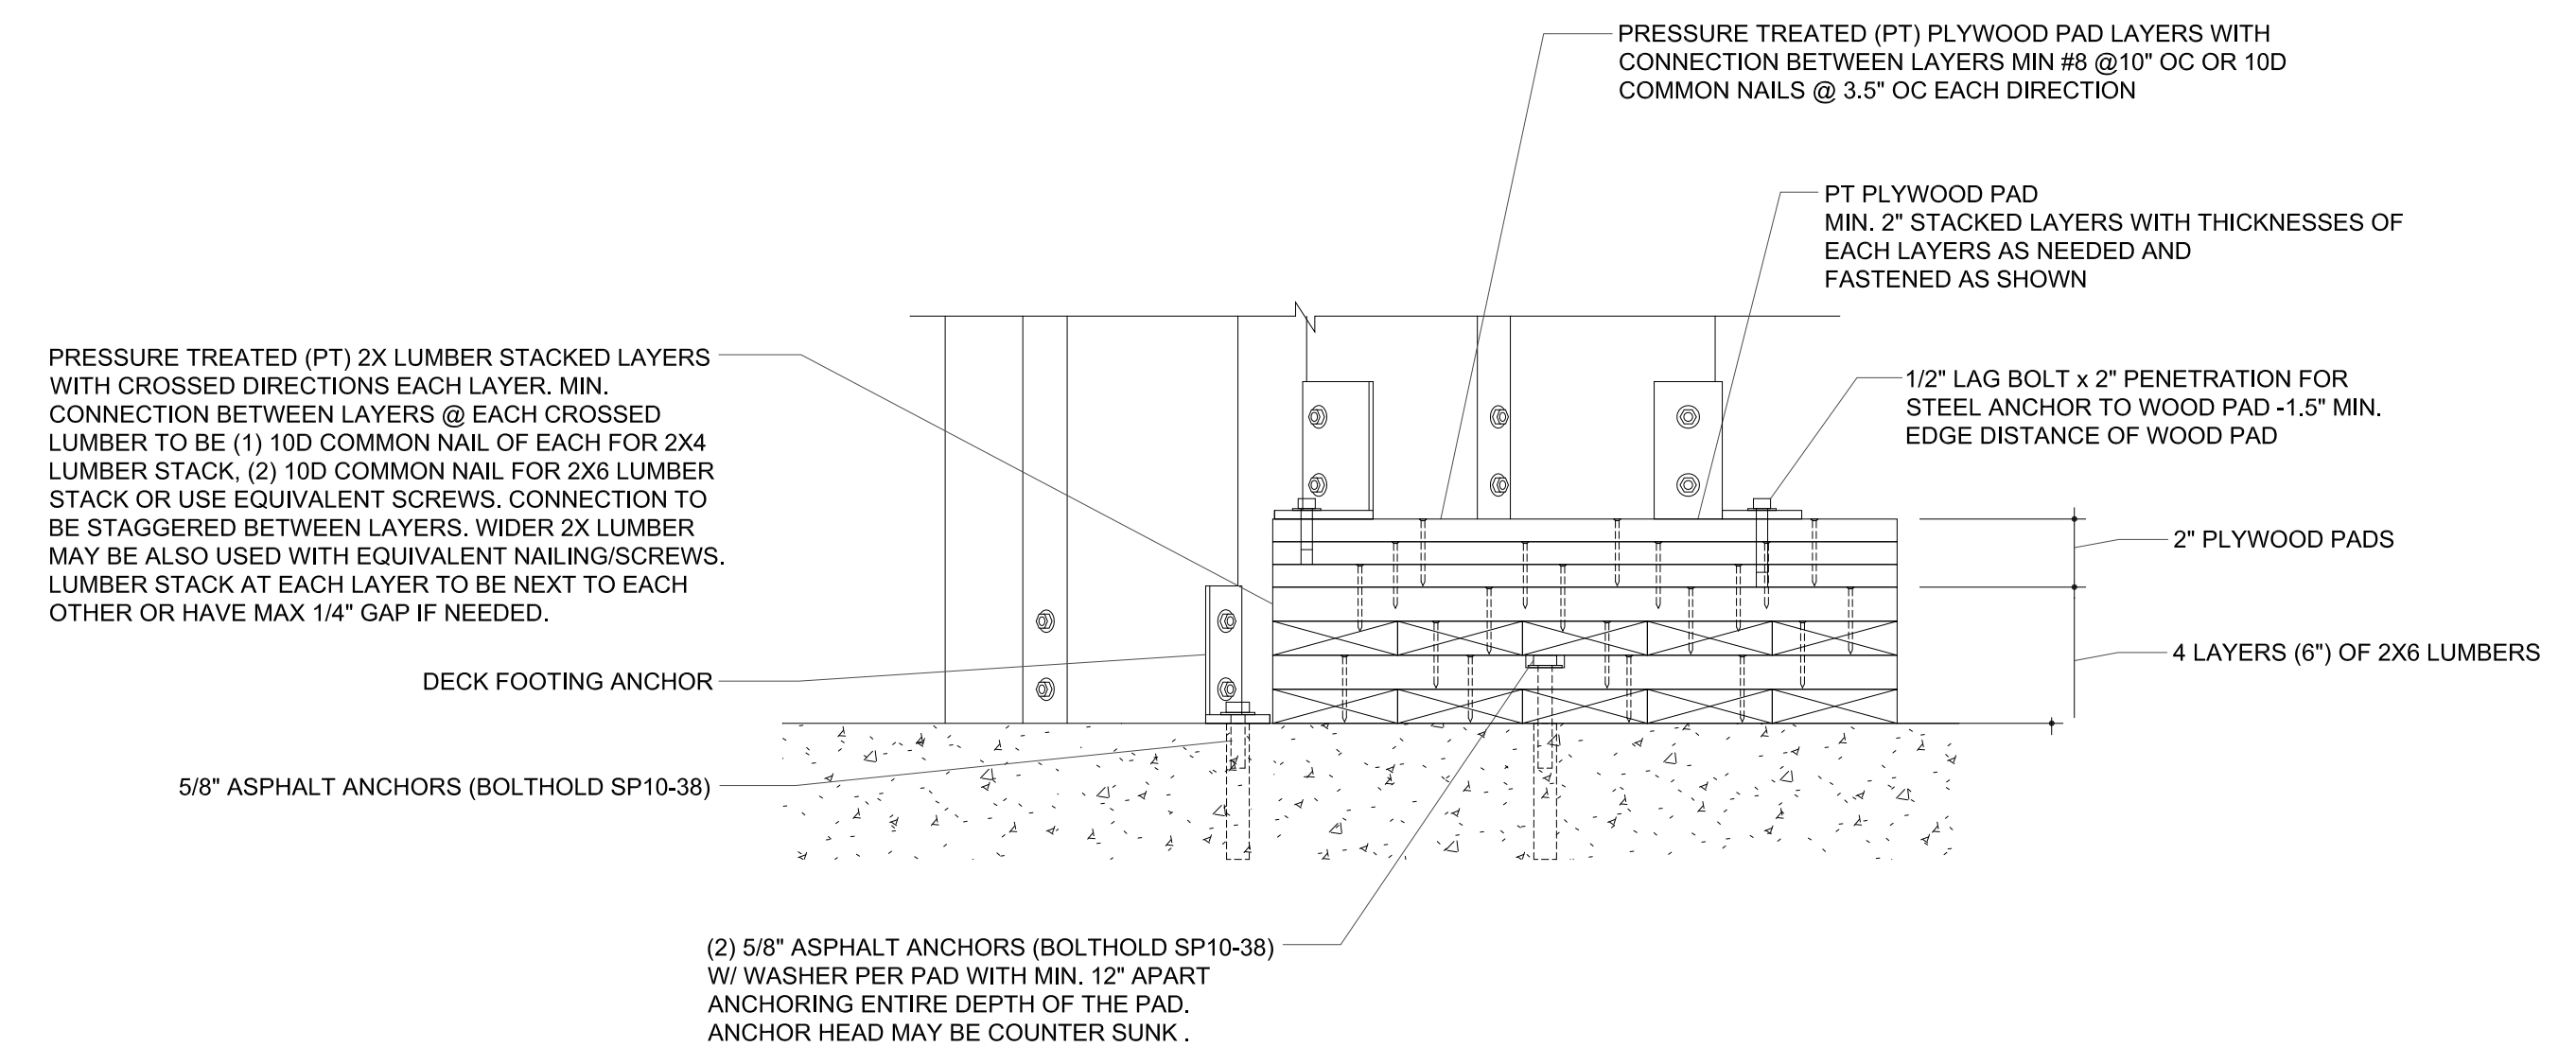 PRESSURE TREATED (PT) PLYWOOD PAD LAYERS WITH
CONNECTION BETWEEN LAYERS MIN #8 @10" OC OR 10D
COMMON NAILS @ 3.5" OC EACH DIRECTION
PT PLYWOOD PAD
MIN. 2" STACKED LAYERS WITH THICKNESSES OF
EACH LAYERS AS NEEDED AND
FASTENED AS SHOWN
PRESSURE TREATED (PT) 2X LUMBER STACKED LAYERS
WITH CROSSED DIRECTIONS EACH LAYER. MIN.
CONNECTION BETWEEN LAYERS @ EACH CROSSED
LUMBER TO BE (1) 10D COMMON NAIL OF EACH FOR 2X4
LUMBER STACK, (2) 10D COMMON NAIL FOR 2X6 LUMBER
STACK OR USE EQUIVALENT SCREWS. CONNECTION TO
BE STAGGERED BETWEEN LAYERS. WIDER 2X LUMBER
MAY BE ALSO USED WITH EQUIVALENT NAILING/SCREWS.
LUMBER STACK AT EACH LAYER TO BE NEXT TO EACH
OTHER OR HAVE MAX 1/4" GAP IF NEEDED.
1/2" LAG BOLT x 2" PENETRATION FOR
STEEL ANCHOR TO WOOD PAD -1.5" MIN.
EDGE DISTANCE OF WOOD PAD
2" PLYWOOD PADS
4 LAYERS (6") OF 2X6 LUMBERS
DECK FOOTING ANCHOR
5/8" ASPHALT ANCHORS (BOLTHOLD SP10-38)
(2) 5/8" ASPHALT ANCHORS (BOLTHOLD SP10-38)
W/ WASHER PER PAD WITH MIN. 12" APART
ANCHORING ENTIRE DEPTH OF THE PAD.
ANCHOR HEAD MAY BE COUNTER SUNK .